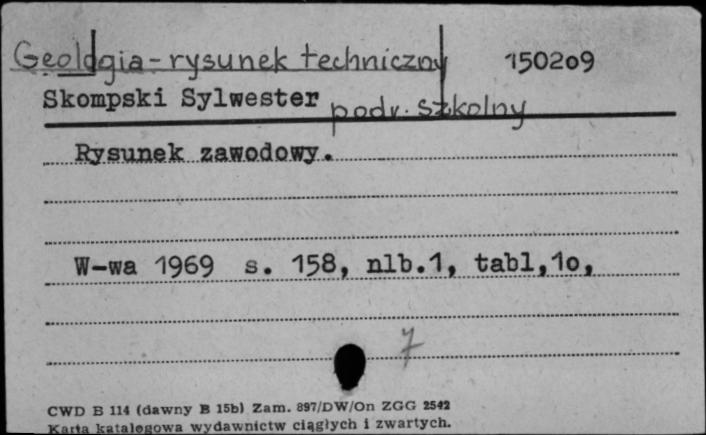 Geologia - rysunek techniczny 150209
Skompski Sylwester podr. szkolny
Rysunek zawodowy.
W-wa 1969 s. 158, nlb.1, tabl,1o,
7
CWD B 114 (dawny B 15b) Zam. 897/DW/On ZGG 2542
Karta katalogowa wydawnictw ciągłych i zwartych.